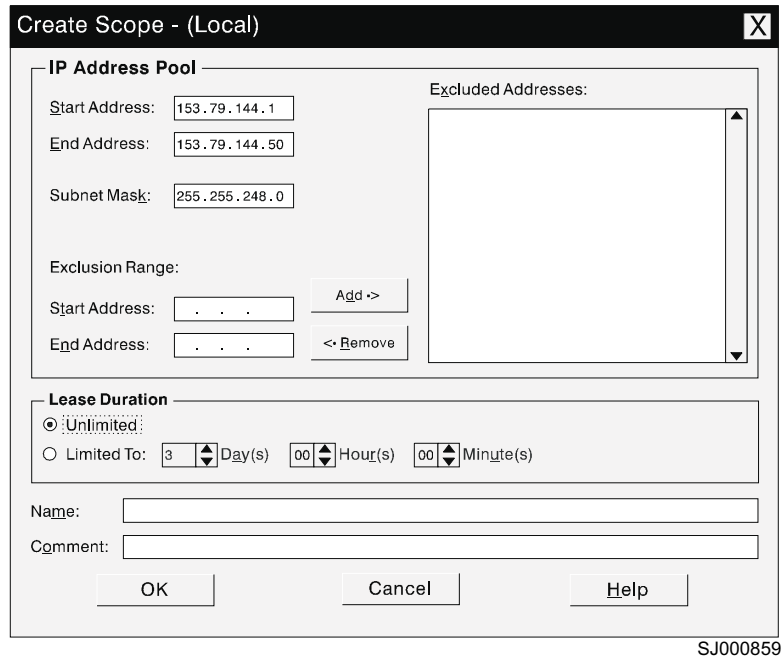 Create Scope - (Local) X
IP Address Pool
Start Address: 153.79.144.1
End Address: 153.79.144.50
Subnet Mask: 255.255.248.0
Exclusion Range:
Start Address: . . .
End Address: . . .
Add ->
<- Remove
Excluded Addresses:
Lease Duration
Unlimited
Limited To: 3 Day(s) 00 Hour(s) 00 Minute(s)
Name:
Comment:
OK Cancel Help
SJ000859